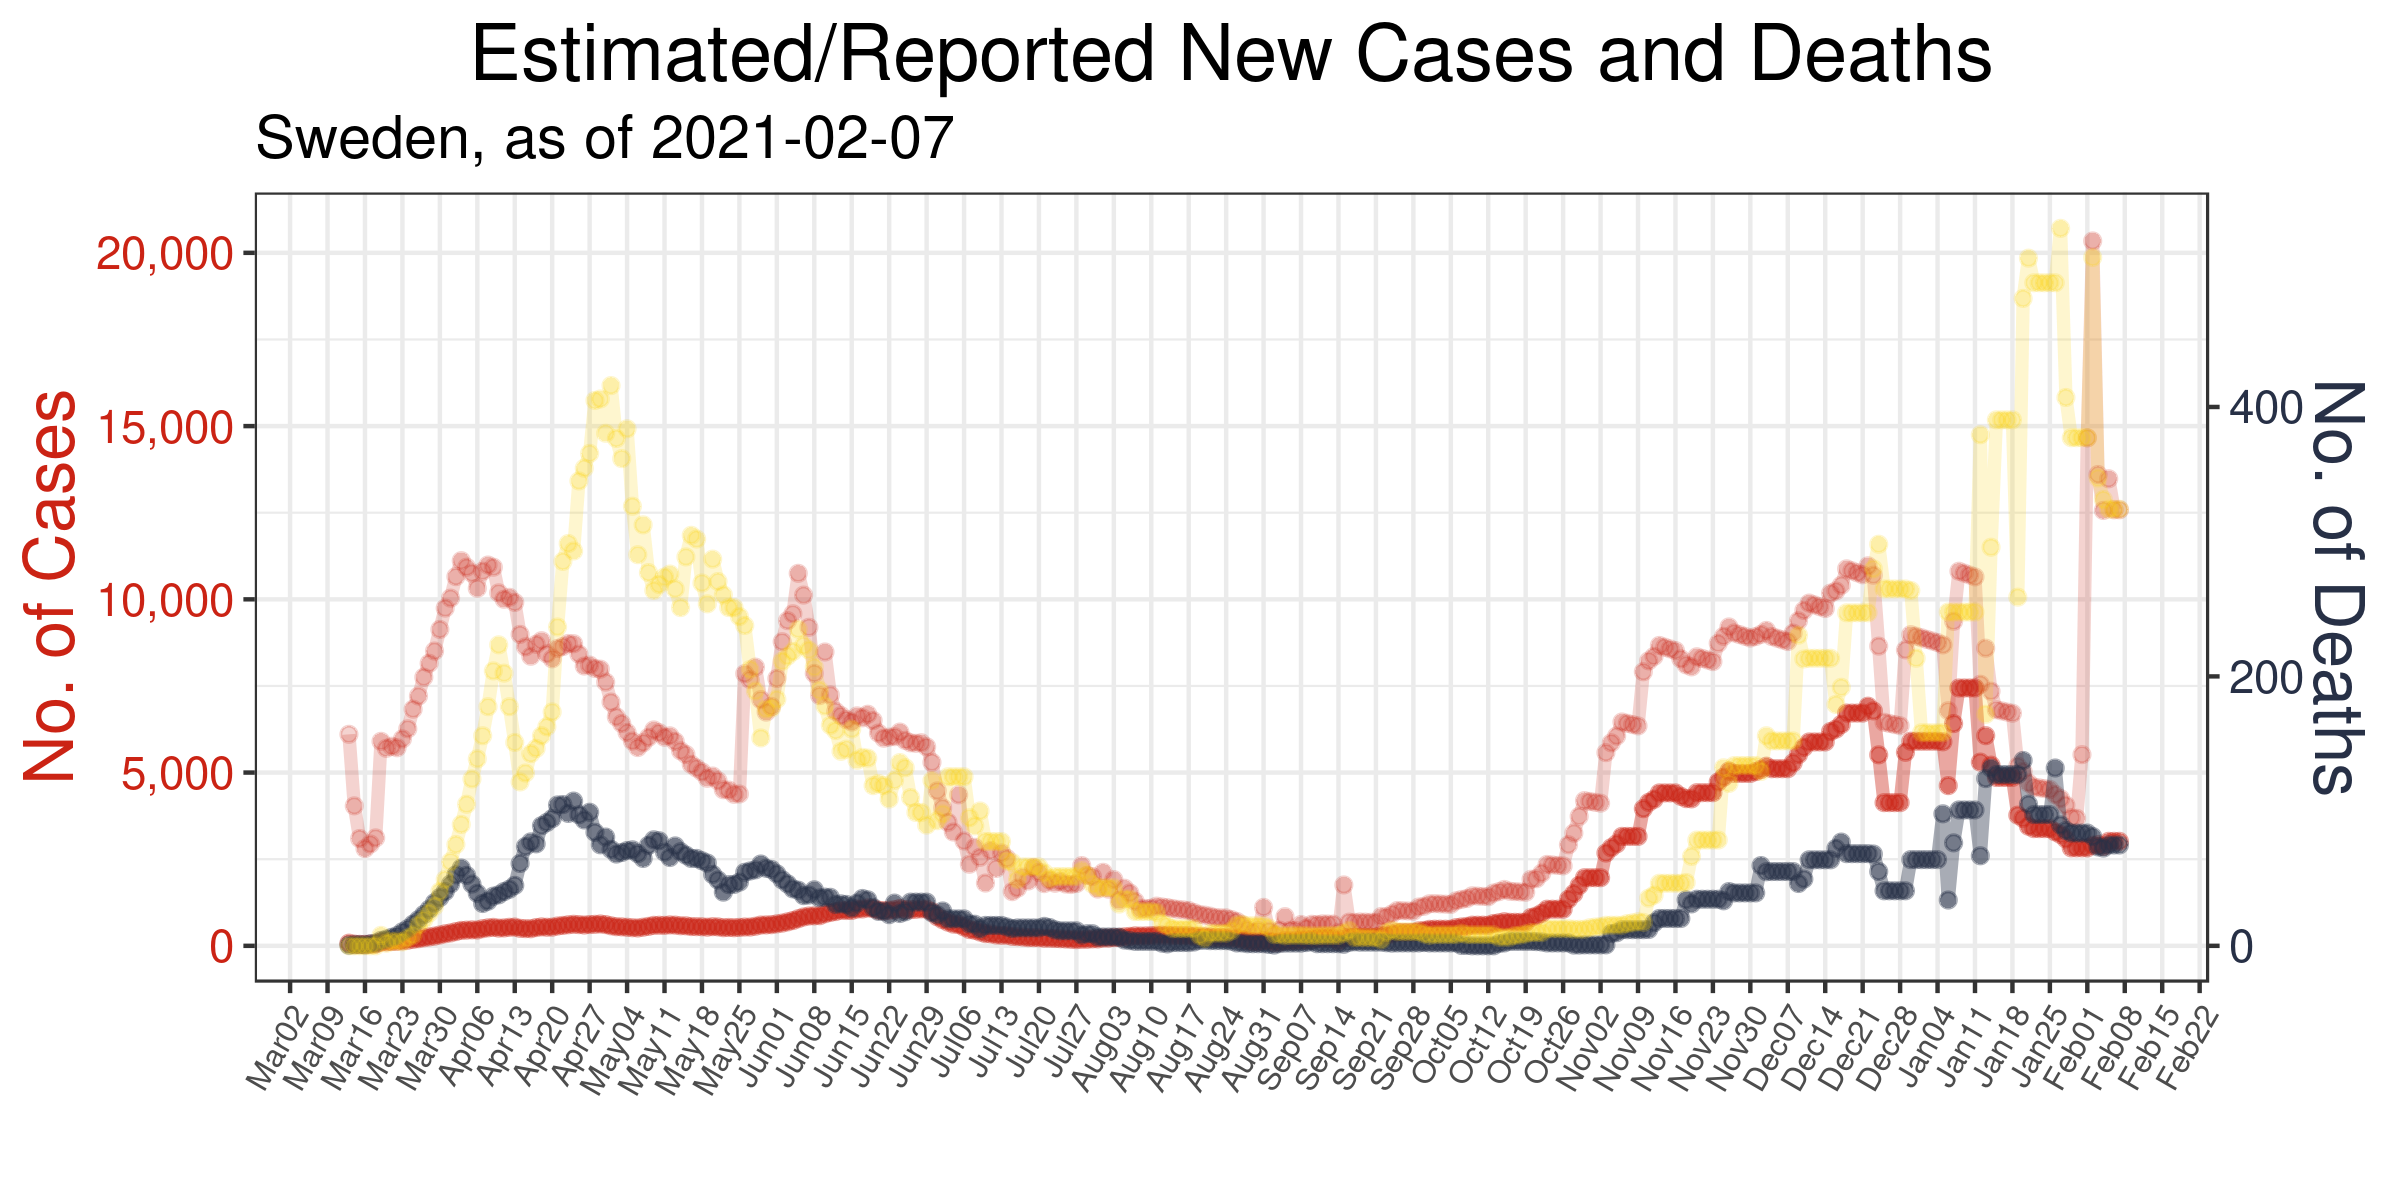 Estimated/Reported New Cases and Deaths
Sweden, as of 2021-02-07
No. of Cases
20,000
15,000
10,000
5,000
0
No. of Deaths
400
200
0
Mar02
Mar09
Mar16
Mar23
Mar30
Apr06
Apr13
Apr20
Apr27
May04
May11
May18
May25
Jun01
Jun08
Jun15
Jun22
Jun29
Jul06
Jul13
Jul20
Jul27
Aug03
Aug10
Aug17
Aug24
Aug31
Sep07
Sep14
Sep21
Sep28
Oct05
Oct12
Oct19
Oct26
Nov02
Nov09
Nov16
Nov23
Nov30
Dec07
Dec14
Dec21
Dec28
Jan04
Jan11
Jan18
Jan25
Feb01
Feb08
Feb15
Feb22